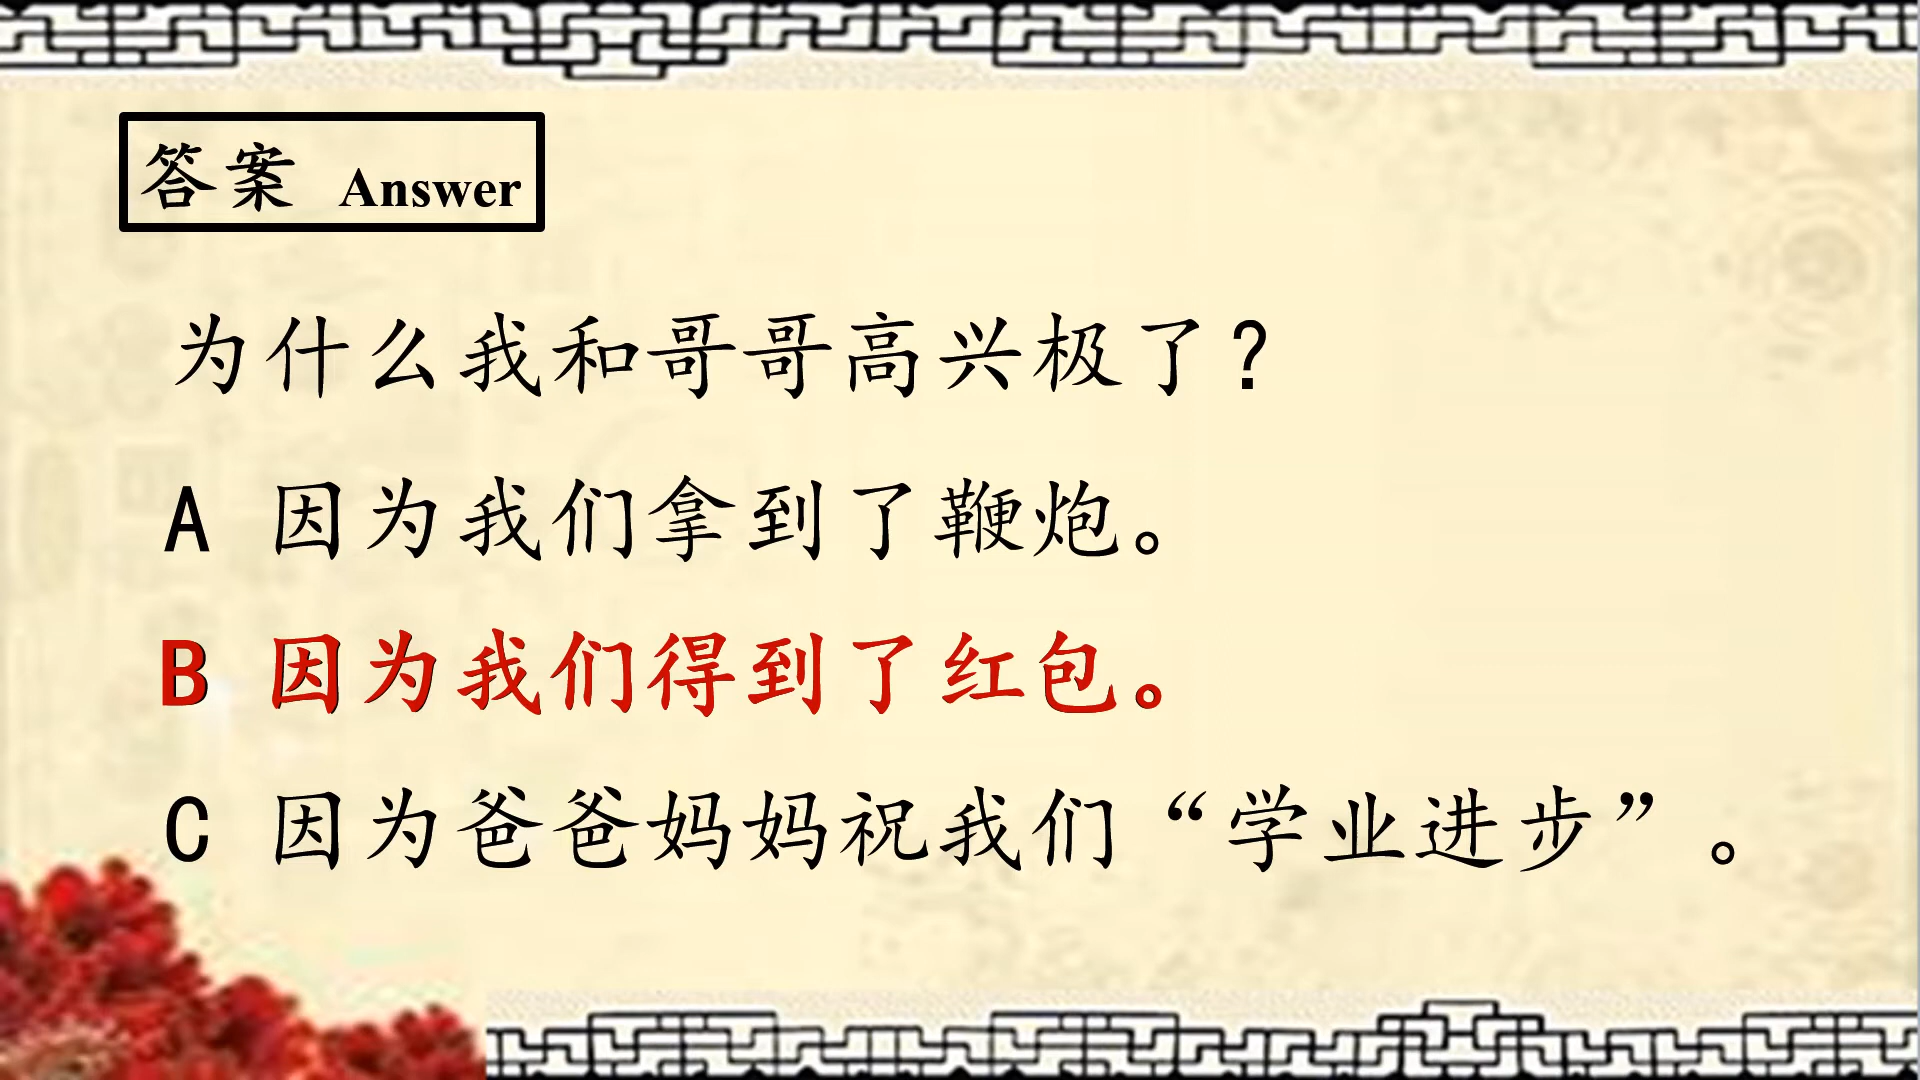 答案 Answer
为什么我和哥哥高兴极了?
A 因为我们拿到了鞭炮。
B 因为我们得到了红包。
C 因为爸爸妈妈祝我们“学业进步”。